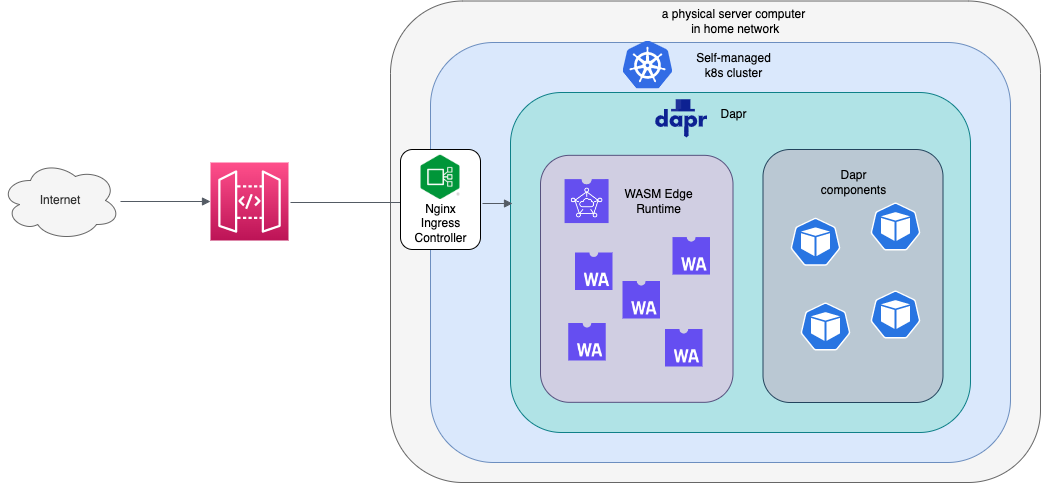 a physical server computer
in home network
Self-managed
k8s cluster
dapr
Dapr
Internet
</>
Nginx
Ingress
Controller
WASM Edge
Runtime
WA
WA
WA
WA
WA
Dapr
components